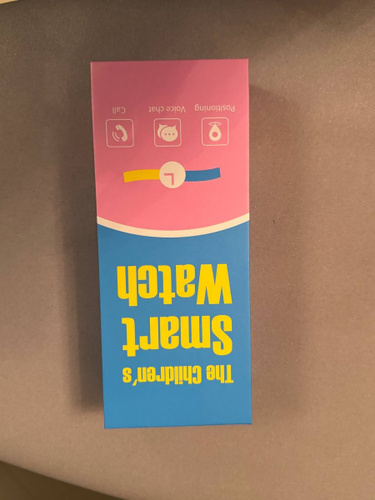 The Children's
Smart
Watch
Positioning Voice chat Call